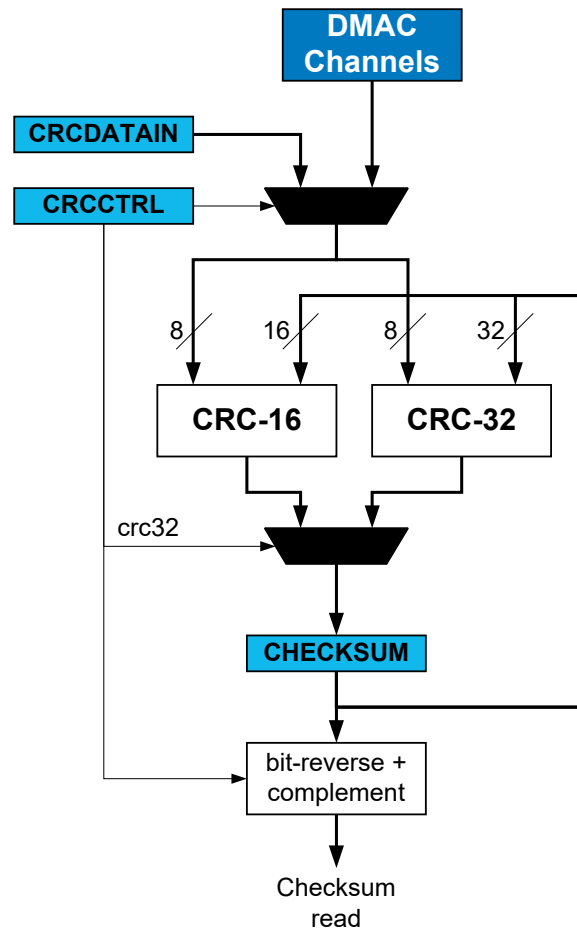 DMAC
Channels
CRCDATAIN
CRCCTRL
8
16
8
32
CRC-16
CRC-32
crc32
CHECKSUM
bit-reverse +
complement
Checksum
read